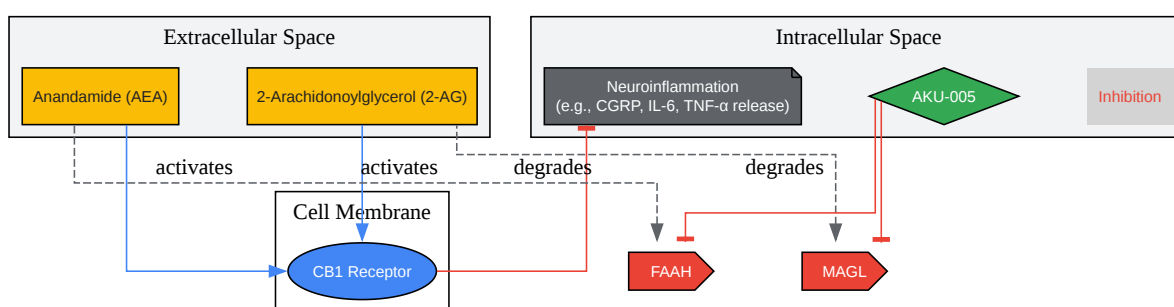 Extracellular Space
Intracellular Space
Anandamide (AEA)
2-Arachidonoylglycerol (2-AG)
Neuroinflammation
(e.g., CGRP, IL-6, TNF-α release)
AKU-005
Inhibition
activates
activates
degrades
degrades
Cell Membrane
CB1 Receptor
FAAH
MAGL